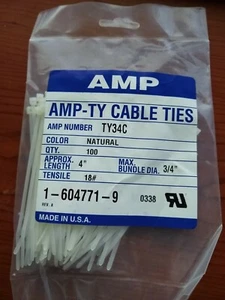 AMP
AMP-TY CABLE TIES
AMP NUMBER TY34C
COLOR NATURAL
QTY. 100
APPROX. LENGTH 4" MAX. BUNDLE DIA. 3/4"
TENSILE 18#
1-604771-9 0338
REV. B
MADE IN U.S.A.